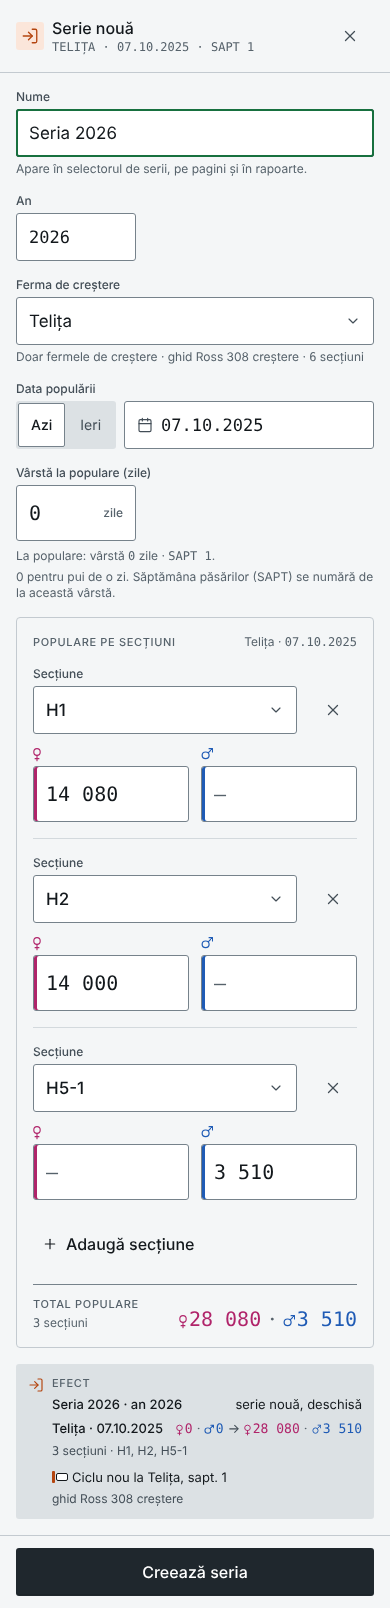 Serie nouă
TELIȚA · 07.10.2025 · SAPT 1
Nume
Seria 2026
Apare în selectorul de serii, pe pagini și în rapoarte.
An
2026
Ferma de creștere
Telița
Doar fermele de creștere · ghid Ross 308 creștere · 6 secțiuni
Data populării
Azi Ieri 07.10.2025
Vârstă la populare (zile)
0 zile
La populare: vârstă 0 zile · SAPT 1.
0 pentru pui de o zi. Săptămâna păsărilor (SAPT) se numără de
la această vârstă.
POPULARE PE SECȚIUNI Telița · 07.10.2025
Secțiune
H1
♀ ♂
14 080 —
Secțiune
H2
♀ ♂
14 000 —
Secțiune
H5-1
♀ ♂
— 3 510
+ Adaugă secțiune
TOTAL POPULARE
3 secțiuni ♀28 080 · ♂3 510
EFECT
Seria 2026 · an 2026 serie nouă, deschisă
Telița · 07.10.2025 ♀0 · ♂0 → ♀28 080 · ♂3 510
3 secțiuni · H1, H2, H5-1
Ciclu nou la Telița, sapt. 1
ghid Ross 308 creștere
Creează seria